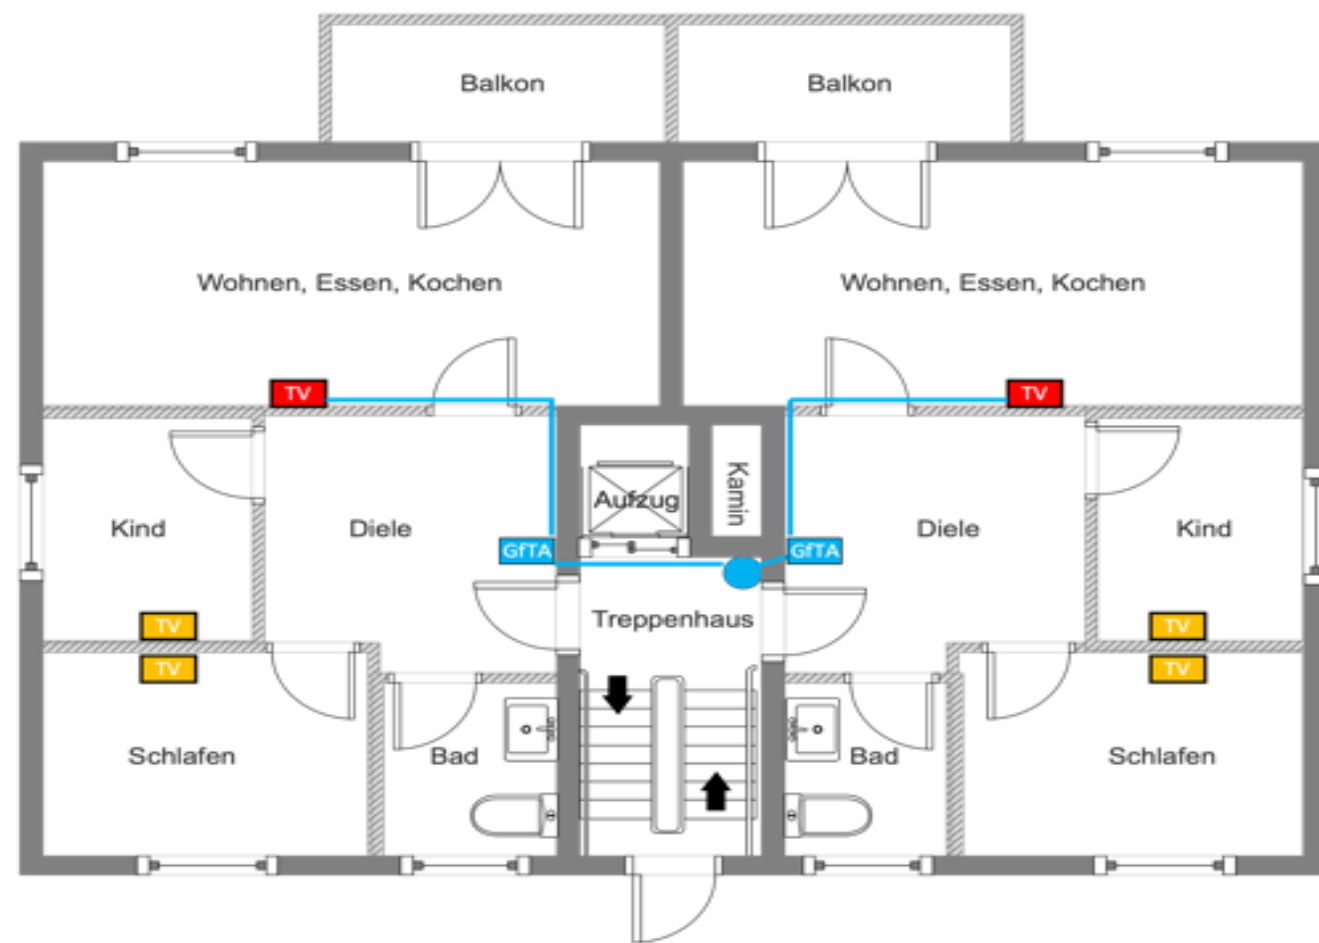 Balkon
Balkon
Wohnen, Essen, Kochen
Wohnen, Essen, Kochen
TV
TV
Kind
Diele
Aufzug
Kamin
Diele
Kind
GfTA
GfTA
Treppenhaus
TV
TV
TV
TV
Schlafen
Bad
Bad
Schlafen